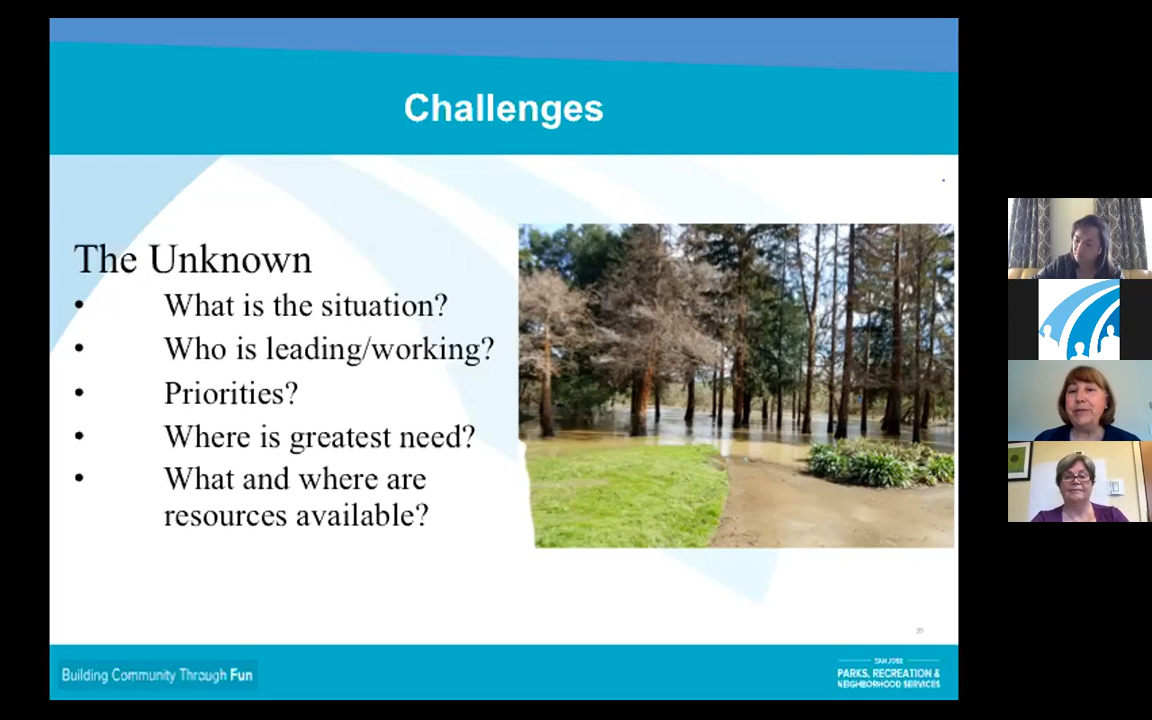 Challenges
The Unknown
• What is the situation?
• Who is leading/working?
• Priorities?
• Where is greatest need?
• What and where are
resources available?
Building Community Through Fun
SAN JOSE
PARKS, RECREATION &
NEIGHBORHOOD SERVICES